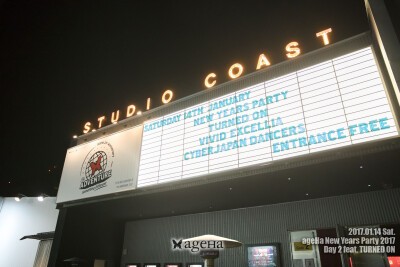 STUDIO COAST
SATURDAY 14TH JANUARY
NEW YEARS PARTY
TURNED ON
VIVID EXCELLIA
CYBERJAPAN DANCERS
ENTRANCE FREE
ADVENTURE
ageHa
2017.01.14 Sat.
ageHa New Years Party 2017
Day 2 feat. TURNED ON